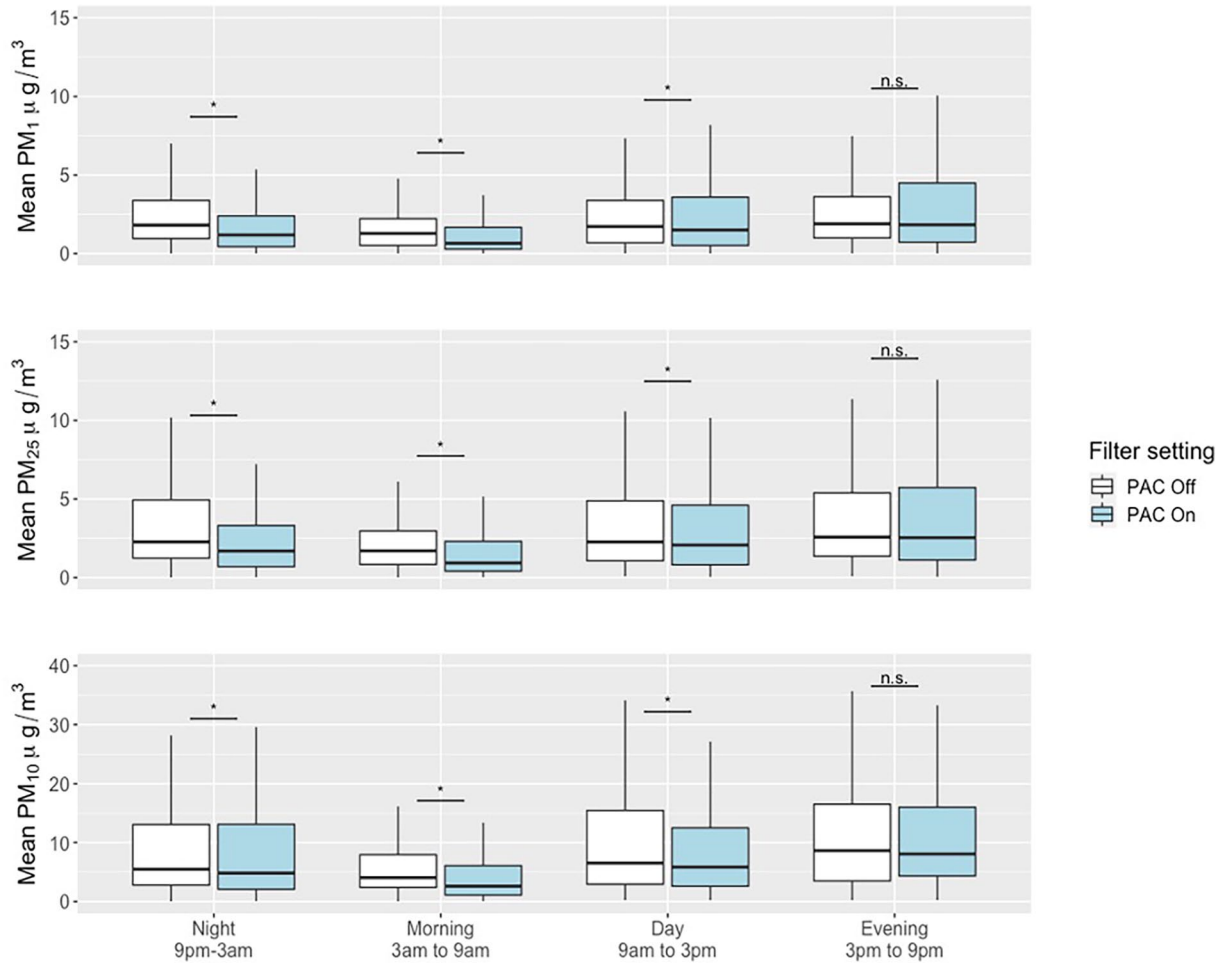 15
10
5
0
Mean PM₁ μ g/m³
*
*
*
n.s.
15
10
5
0
Mean PM₂₅ μ g/m³
*
*
*
n.s.
Filter setting
PAC Off
PAC On
40
30
20
10
0
Mean PM₁₀ μ g/m³
*
*
*
n.s.
Night Morning Day Evening
9pm-3am 3am to 9am 9am to 3pm 3pm to 9pm